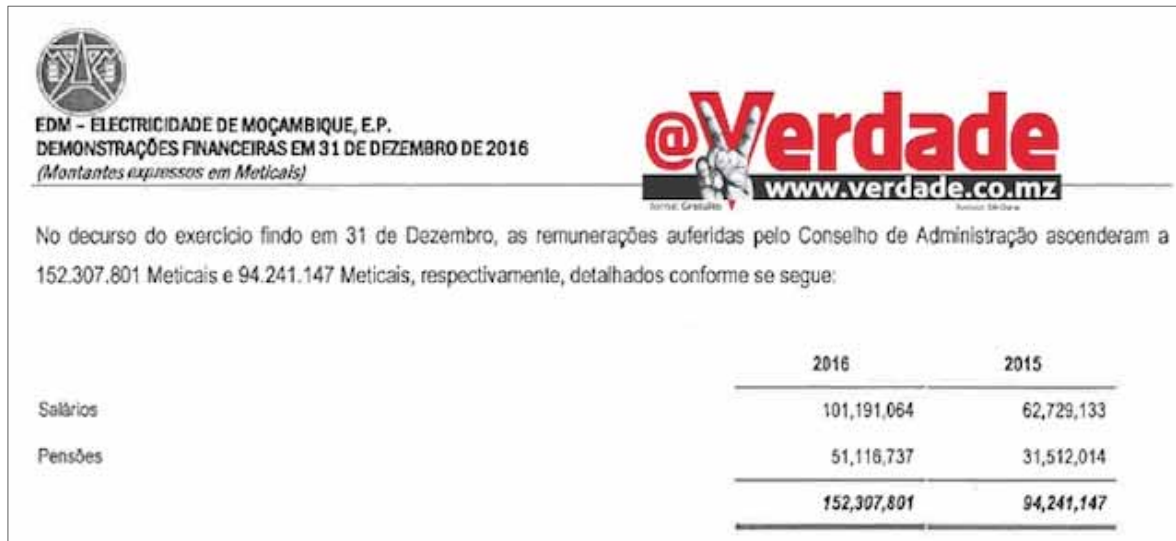 EDM – ELECTRICIDADE DE MOÇAMBIQUE, E.P.
DEMONSTRAÇÕES FINANCEIRAS EM 31 DE DEZEMBRO DE 2016
(Montantes expressos em Meticais)
@Verdade
www.verdade.co.mz
Jornal Gratuito
No decurso do exercício findo em 31 de Dezembro, as remunerações auferidas pelo Conselho de Administração ascenderam a
152.307.801 Meticais e 94.241.147 Meticais, respectivamente, detalhados conforme se segue:
2016 2015
Salários 101,191,064 62,729,133
Pensões 51,116,737 31,512,014
152,307,801 94,241,147